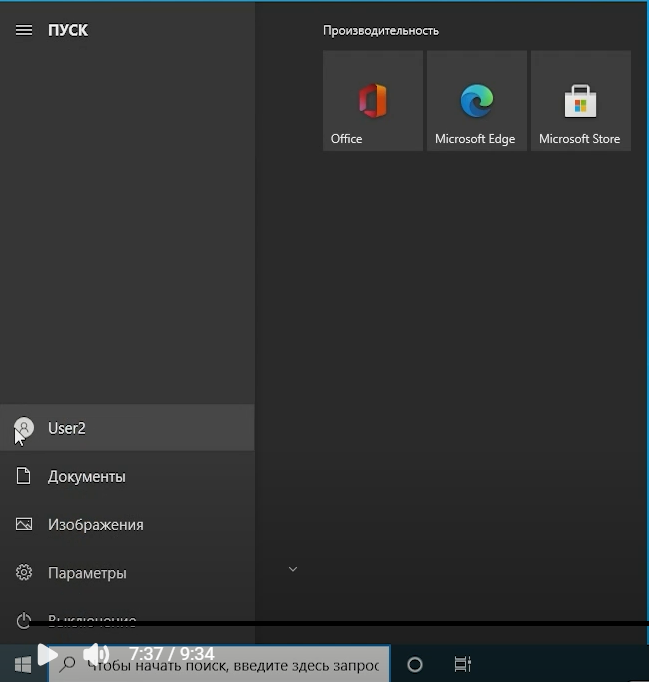 ПУСК
Производительность
Office
Microsoft Edge
Microsoft Store
User2
Документы
Изображения
Параметры
Выключение
7:37 / 9:34
Чтобы начать поиск, введите здесь запрос